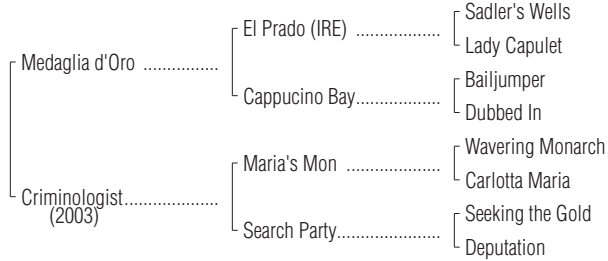 Sadler's Wells
El Prado (IRE) ..................
Lady Capulet
Medaglia d'Oro ................
Bailjumper
Cappucino Bay...................
Dubbed In
Wavering Monarch
Maria's Mon ....................
Carlotta Maria
Criminologist....................
(2003)
Seeking the Gold
Search Party.......................
Deputation